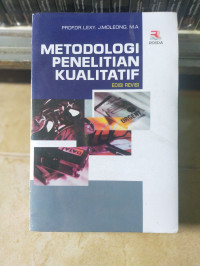 PROF.DR. LEXY. J.MOLEONG, M.A.
METODOLOGI
PENELITIAN
KUALITATIF
EDISI REVISI